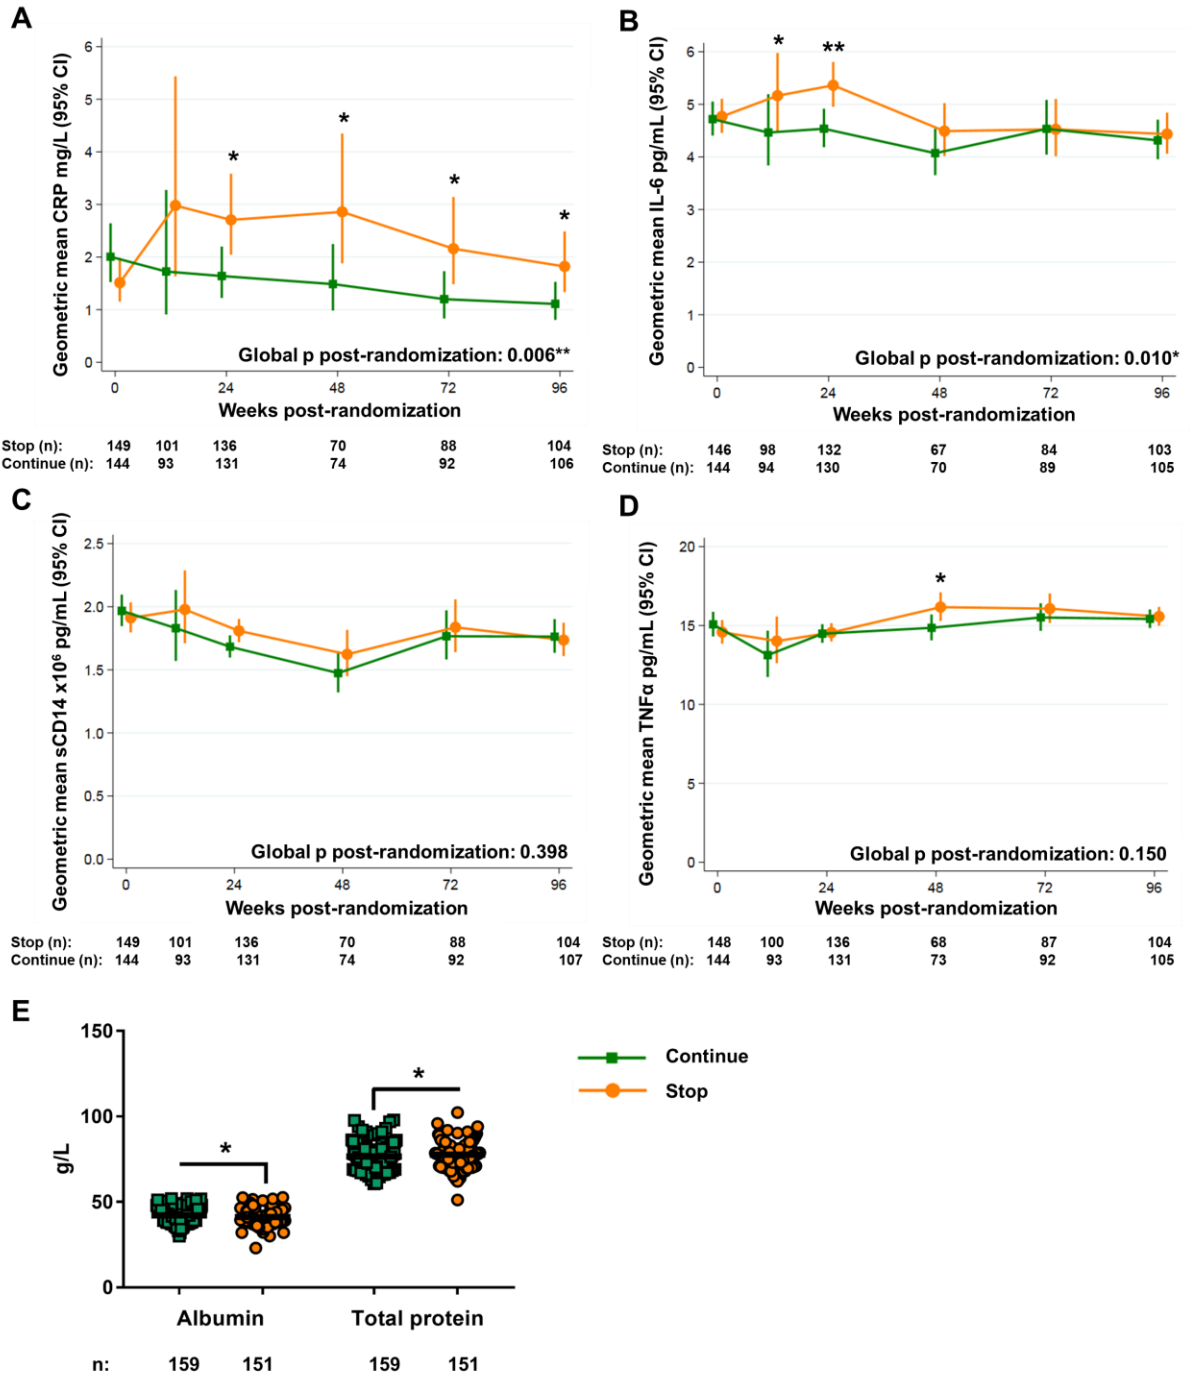 A
Geometric mean CRP mg/L (95% CI)
6
5
4
3
2
1
0
*
*
*
*
Global p post-randomization: 0.006**
0 24 48 72 96
Weeks post-randomization
Stop (n): 149 101 136 70 88 104
Continue (n): 144 93 131 74 92 106
B
Geometric mean IL-6 pg/mL (95% CI)
6
5
4
3
2
1
0
*
**
Global p post-randomization: 0.010*
0 24 48 72 96
Weeks post-randomization
Stop (n): 146 98 132 67 84 103
Continue (n): 144 94 130 70 89 105
C
Geometric mean sCD14 x10⁶ pg/mL (95% CI)
2.5
2.0
1.5
1.0
0.5
0.0
Global p post-randomization: 0.398
0 24 48 72 96
Weeks post-randomization
Stop (n): 149 101 136 70 88 104
Continue (n): 144 93 131 74 92 107
D
Geometric mean TNFα pg/mL (95% CI)
20
15
10
5
0
*
Global p post-randomization: 0.150
0 24 48 72 96
Weeks post-randomization
Stop (n): 148 100 136 68 87 104
Continue (n): 144 93 131 73 92 105
E
g/L
150
100
50
0
*
*
Albumin Total protein
n: 159 151 159 151
Continue
Stop